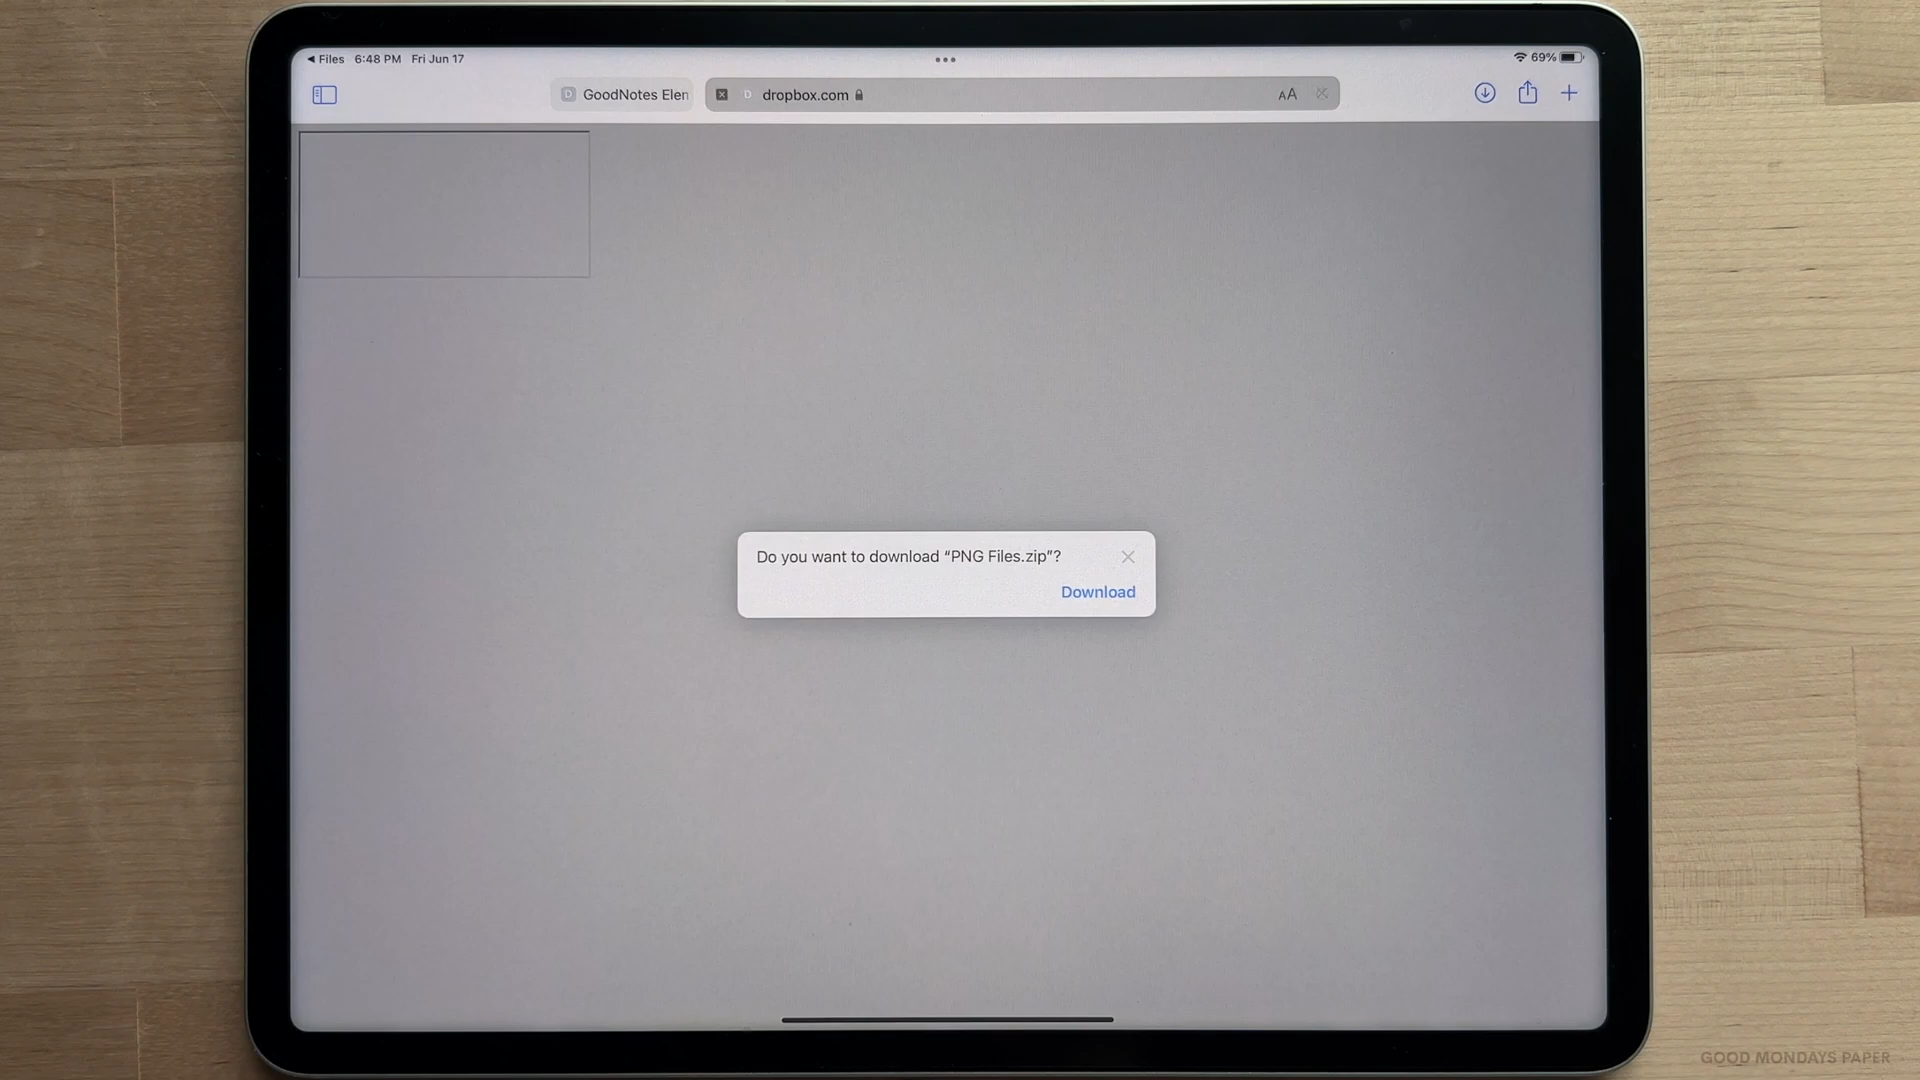 ◀ Files 6:48 PM Fri Jun 17
69%
D GoodNotes Elen
D dropbox.com
AA
Do you want to download “PNG Files.zip”?
Download
GOOD MONDAYS PAPER